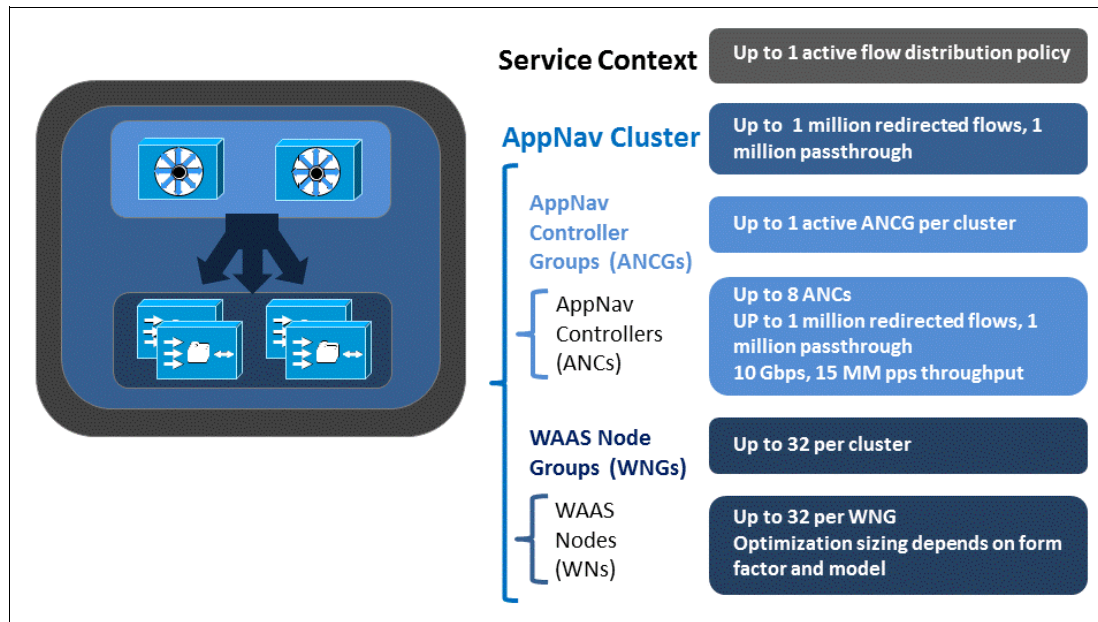 Service Context
Up to 1 active flow distribution policy
AppNav Cluster
Up to 1 million redirected flows, 1
million passthrough
AppNav
Controller
Groups (ANCGs)
Up to 1 active ANCG per cluster
AppNav
Controllers
(ANCs)
Up to 8 ANCs
UP to 1 million redirected flows, 1
million passthrough
10 Gbps, 15 MM pps throughput
WAAS Node
Groups (WNGs)
Up to 32 per cluster
WAAS
Nodes
(WNs)
Up to 32 per WNG
Optimization sizing depends on form
factor and model